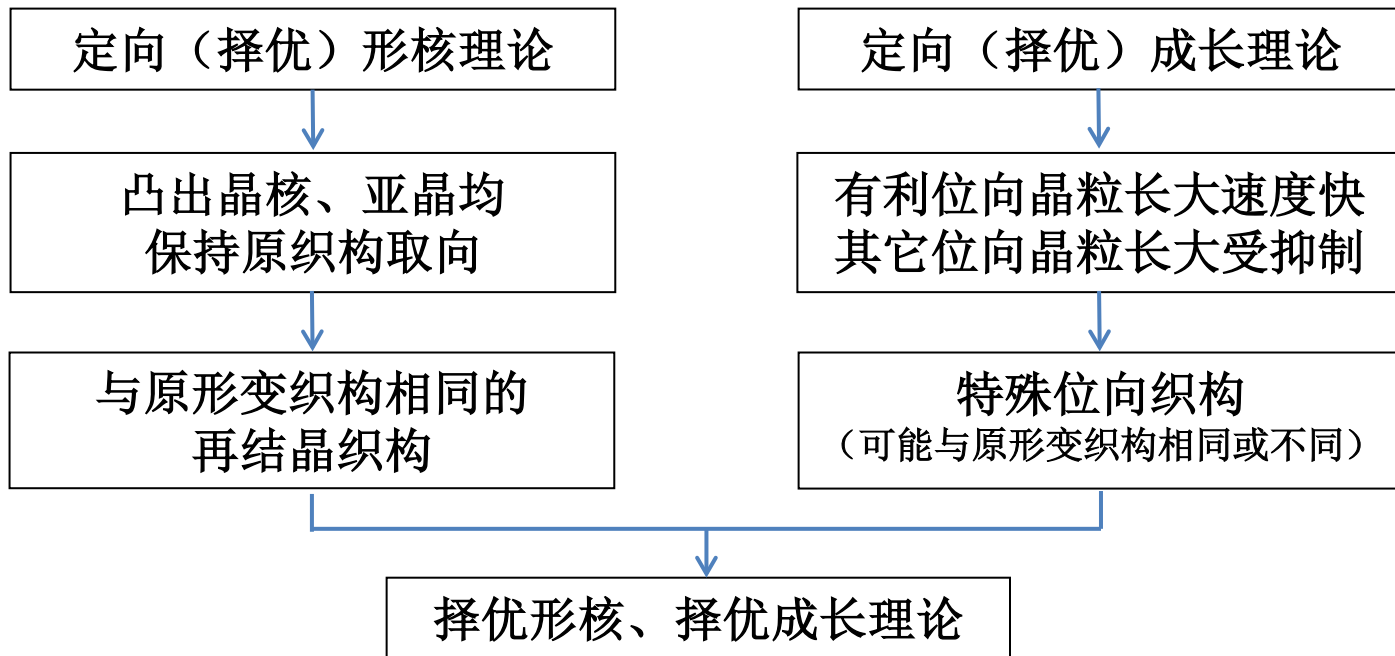 定向（择优）形核理论
定向（择优）成长理论
凸出晶核、亚晶均
保持原织构取向
有利位向晶粒长大速度快
其它位向晶粒长大受抑制
与原形变织构相同的
再结晶织构
特殊位向织构
（可能与原形变织构相同或不同）
择优形核、择优成长理论